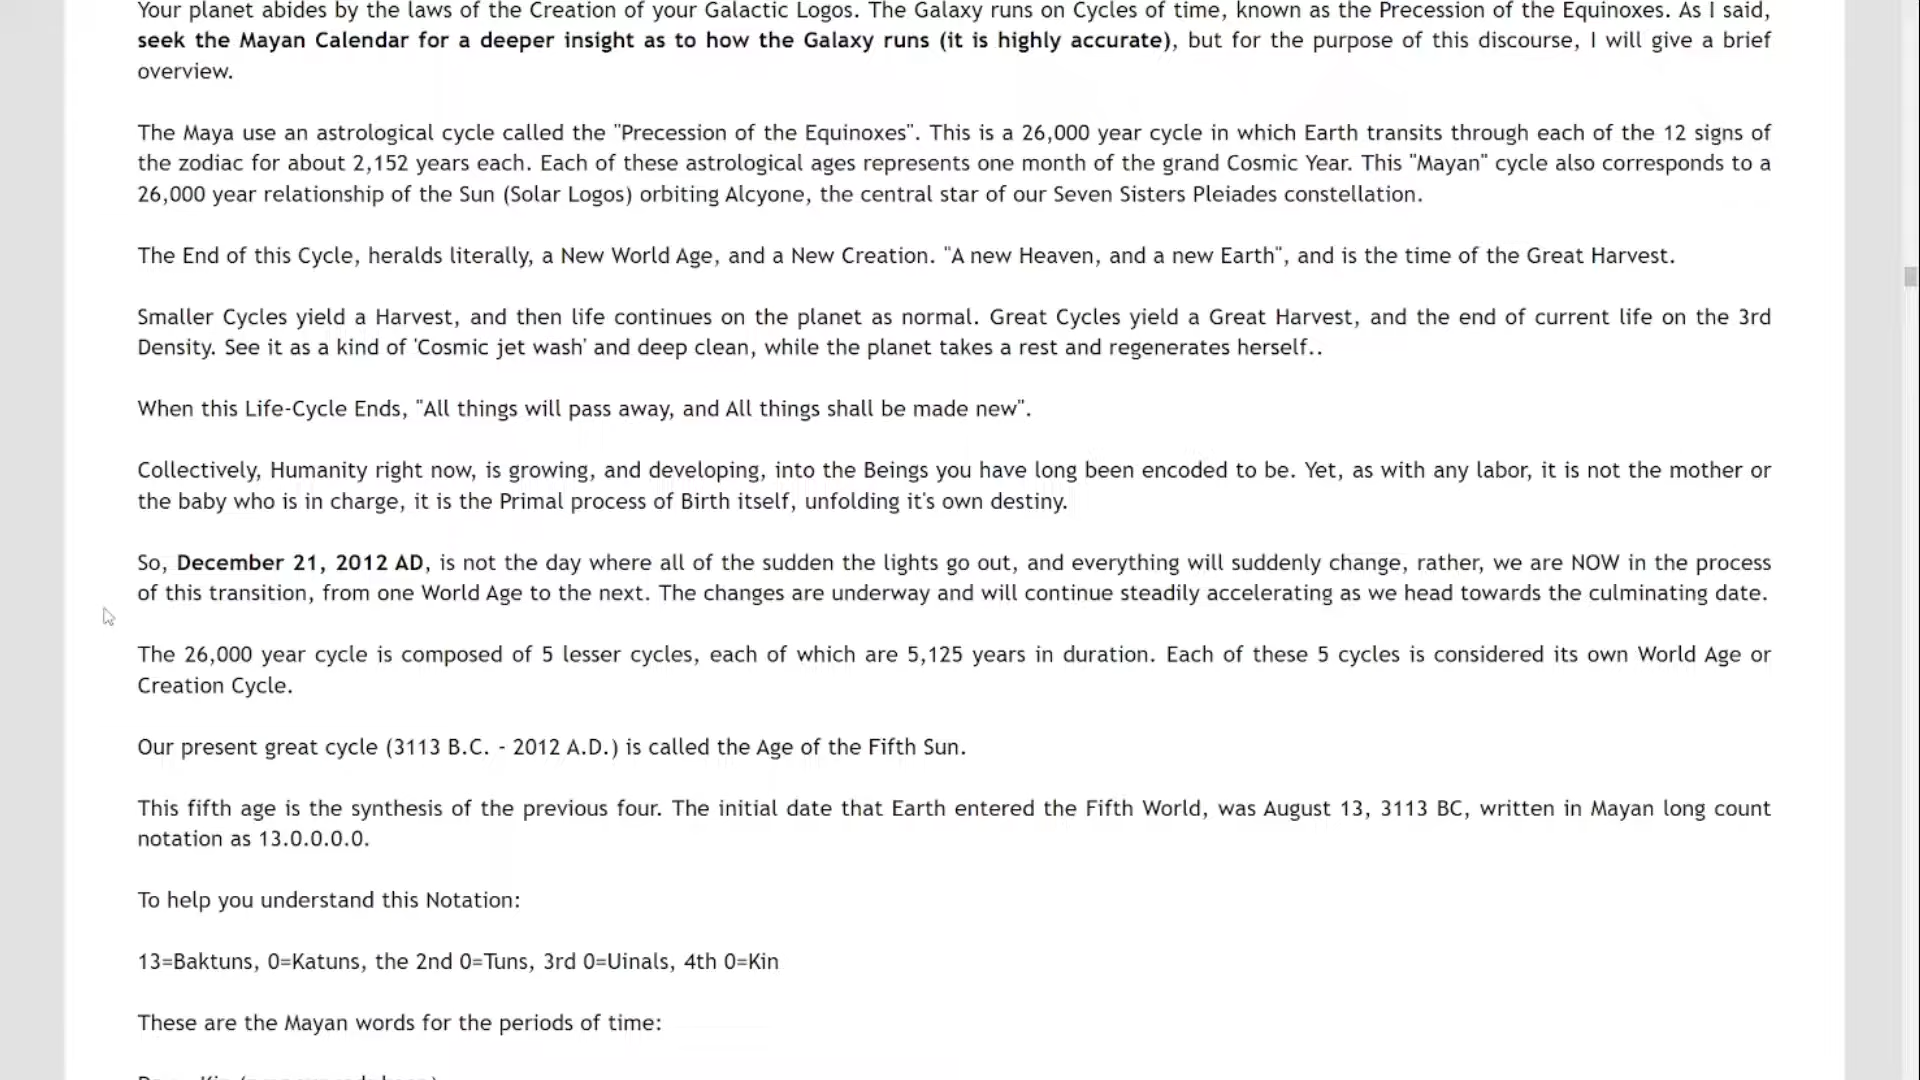 Your planet abides by the laws of the Creation of your Galactic Logos. The Galaxy runs on Cycles of time, known as the Precession of the Equinoxes. As I said,
seek the Mayan Calendar for a deeper insight as to how the Galaxy runs (it is highly accurate), but for the purpose of this discourse, I will give a brief
overview.
The Maya use an astrological cycle called the "Precession of the Equinoxes". This is a 26,000 year cycle in which Earth transits through each of the 12 signs of
the zodiac for about 2,152 years each. Each of these astrological ages represents one month of the grand Cosmic Year. This "Mayan" cycle also corresponds to a
26,000 year relationship of the Sun (Solar Logos) orbiting Alcyone, the central star of our Seven Sisters Pleiades constellation.
The End of this Cycle, heralds literally, a New World Age, and a New Creation. "A new Heaven, and a new Earth", and is the time of the Great Harvest.
Smaller Cycles yield a Harvest, and then life continues on the planet as normal. Great Cycles yield a Great Harvest, and the end of current life on the 3rd
Density. See it as a kind of 'Cosmic jet wash' and deep clean, while the planet takes a rest and regenerates herself..
When this Life-Cycle Ends, "All things will pass away, and All things shall be made new".
Collectively, Humanity right now, is growing, and developing, into the Beings you have long been encoded to be. Yet, as with any labor, it is not the mother or
the baby who is in charge, it is the Primal process of Birth itself, unfolding it's own destiny.
So, December 21, 2012 AD, is not the day where all of the sudden the lights go out, and everything will suddenly change, rather, we are NOW in the process
of this transition, from one World Age to the next. The changes are underway and will continue steadily accelerating as we head towards the culminating date.
The 26,000 year cycle is composed of 5 lesser cycles, each of which are 5,125 years in duration. Each of these 5 cycles is considered its own World Age or
Creation Cycle.
Our present great cycle (3113 B.C. - 2012 A.D.) is called the Age of the Fifth Sun.
This fifth age is the synthesis of the previous four. The initial date that Earth entered the Fifth World, was August 13, 3113 BC, written in Mayan long count
notation as 13.0.0.0.0.
To help you understand this Notation:
13=Baktuns, 0=Katuns, the 2nd 0=Tuns, 3rd 0=Uinals, 4th 0=Kin
These are the Mayan words for the periods of time: